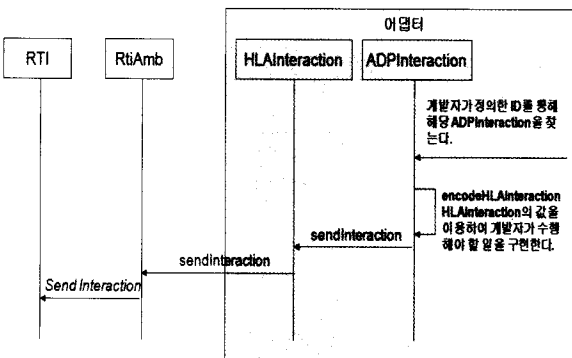 어댑터
RTI
RtiAmb
HLAInteraction
ADPInteraction
개발자가 정의한 ID를 통해
해당 ADPInteraction을 찾
는다.
encodeHLAInteraction
HLAInteraction의 값을
이용하여 개발자가 수행
해야 할 일을 구현한다.
sendInteraction
sendInteraction
Send Interaction